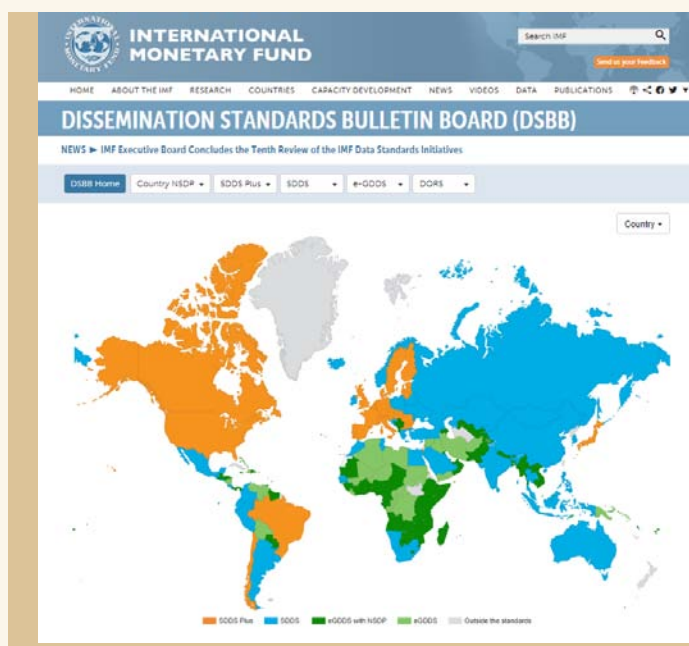 INTERNATIONAL
MONETARY FUND
Search IMF
Send us your Feedback
HOME ABOUT THE IMF RESEARCH COUNTRIES CAPACITY DEVELOPMENT NEWS VIDEOS DATA PUBLICATIONS
DISSEMINATION STANDARDS BULLETIN BOARD (DSBB)
NEWS ► IMF Executive Board Concludes the Tenth Review of the IMF Data Standards Initiatives
DSBB Home Country NSDP SDDS Plus SDDS e-GDDS DQRS
Country
SDDS Plus SDDS eGDDS with NSDP eGDDS Outside the standards